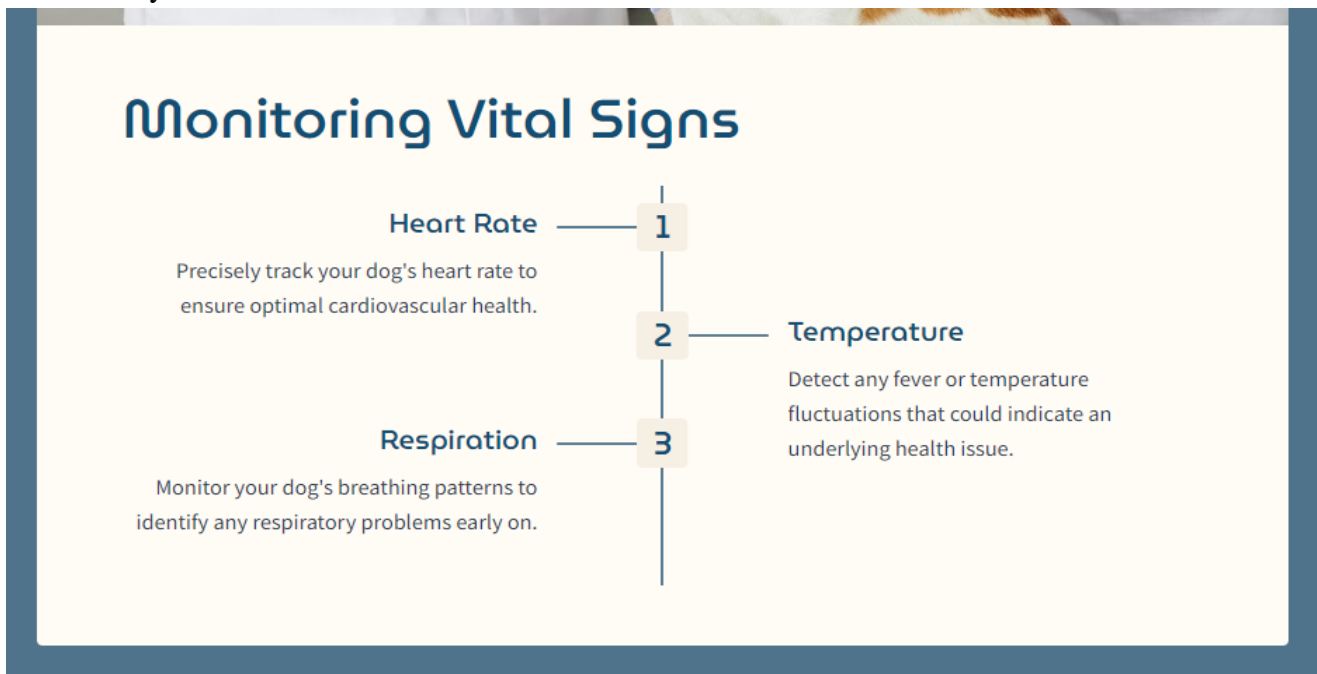 Monitoring Vital Signs
Heart Rate
1
Precisely track your dog's heart rate to
ensure optimal cardiovascular health.
2
Temperature
Detect any fever or temperature
fluctuations that could indicate an
underlying health issue.
Respiration
3
Monitor your dog's breathing patterns to
identify any respiratory problems early on.